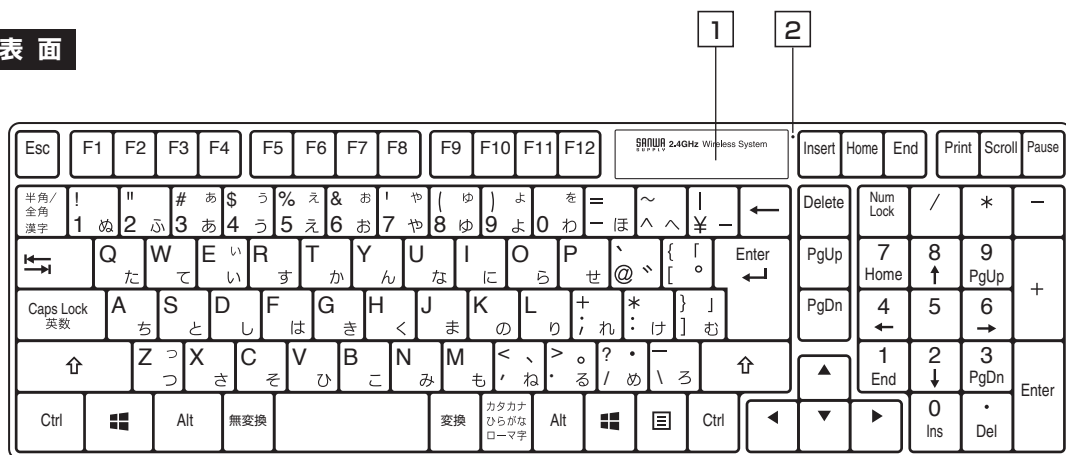 表 面
1 2
Esc F1 F2 F3 F4 F5 F6 F7 F8 F9 F10 F11 F12 SANWA SUPPLY 2.4GHz Wireless System Insert Home End Print Scroll Pause
半角/
全角
漢字
! 1 ぬ " 2 ふ # あ 3 あ $ ぅ 4 う % ぇ 5 え & ぉ 6 お ' ゃ 7 や ( ゅ 8 ゆ ) ょ 9 よ を 0 わ = - ほ ~ ^ へ | ¥ ー ← Delete Num Lock / * −
Q た W て E ぃ い R す T か Y ん U な I に O ら P せ ` @ ゛ { 「 [ ゜ Enter PgUp 7 Home 8 ↑ 9 PgUp +
Caps Lock
英数
A ち S と D し F は G き H く J ま K の L り + ; れ * : け } 」 ] む PgDn 4 ← 5 6 →
⇧ Z っ つ X さ C そ V ひ B こ N み M も < 、 ' ね > 。 . る ? ・ / め _ \ ろ ⇧ ▲ 1 End 2 ↓ 3 PgDn Enter
Ctrl Alt 無変換 変換
カタカナ
ひらがな
ローマ字
Alt Ctrl ◀ ▼ ▶ 0 Ins . Del